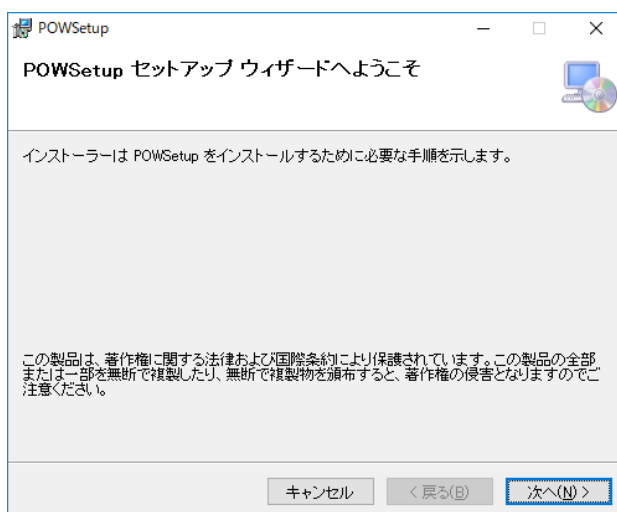 POWSetup
POWSetup セットアップ ウィザードへようこそ
インストーラーは POWSetup をインストールするために必要な手順を示します。
この製品は、著作権に関する法律および国際条約により保護されています。この製品の全部
または一部を無断で複製したり、無断で複製物を頒布すると、著作権の侵害となりますのでご
注意ください。
キャンセル
< 戻る(B)
次へ(N) >